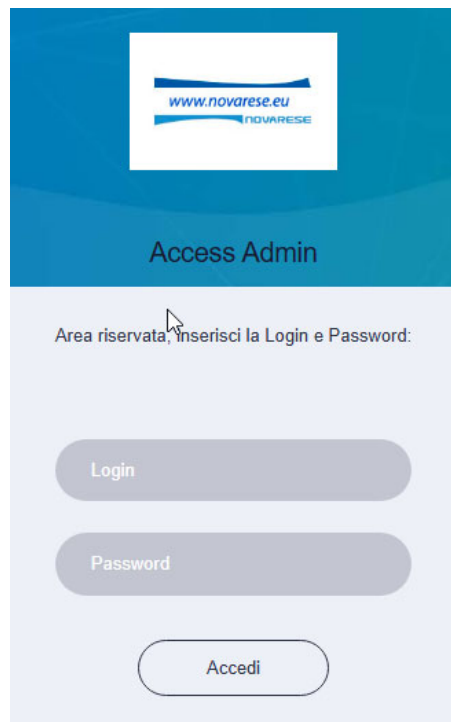 www.novarese.eu
NOVARESE
Access Admin
Area riservata, inserisci la Login e Password:
Login
Password
Accedi